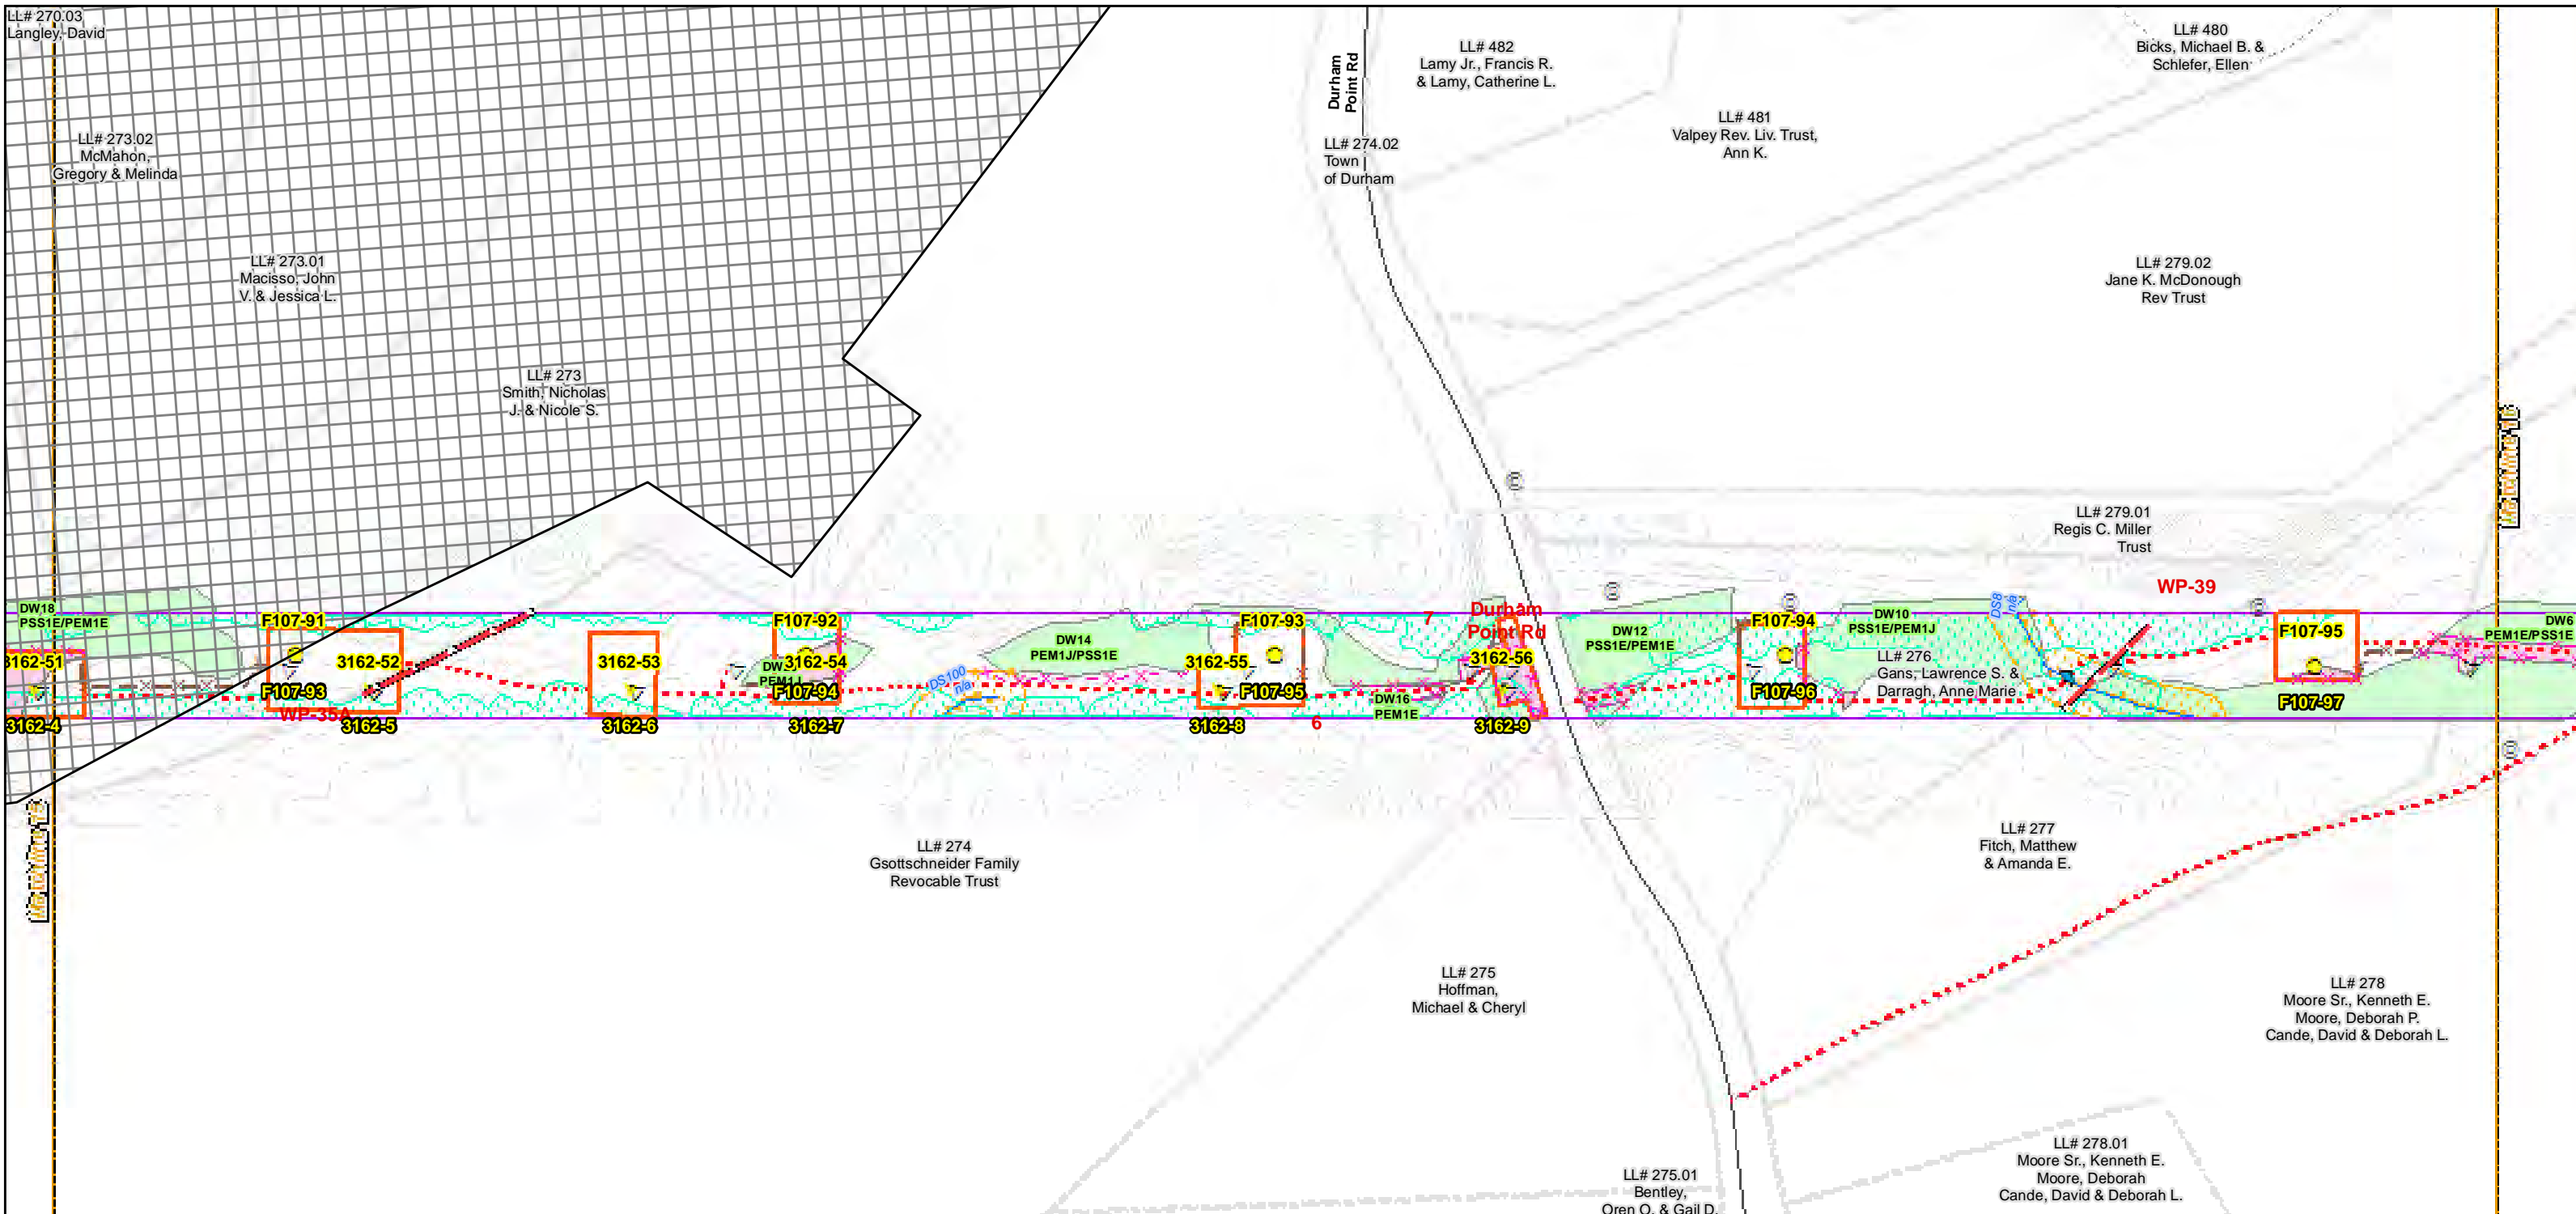 LL# 270.03
Langley, David
LL# 273.02
McMahon,
Gregory & Melinda
LL# 273.01
Macisso, John
V. & Jessica L.
LL# 273
Smith, Nicholas
J. & Nicole S.
Durham
Point Rd
LL# 274.02
Town
of Durham
LL# 482
Lamy Jr., Francis R.
& Lamy, Catherine L.
LL# 481
Valpey Rev. Liv. Trust,
Ann K.
LL# 480
Bicks, Michael B. &
Schlefer, Ellen
LL# 279.02
Jane K. McDonough
Rev Trust
LL# 279.01
Regis C. Miller
Trust
WP-39
DW18
PSS1E/PEM1E
F107-91
F107-92
F107-93
7
Durham
Point Rd
F107-94
DW10
PSS1E/PEM1J
DS8
n/a
F107-95
DW6
PEM1E/PSS1E
3162-51
3162-52
3162-53
3162-54
PEM1J
DW14
PEM1J/PSS1E
3162-55
3162-56
DW12
PSS1E/PEM1E
LL# 276
Gans, Lawrence S. &
Darragh, Anne Marie
F107-93
F107-94
DS100
n/a
F107-95
DW16
PEM1E
F107-96
F107-97
WP-35A
3162-4
3162-5
3162-6
3162-7
3162-8
6
3162-9
LL# 274
Gsottschneider Family
Revocable Trust
LL# 277
Fitch, Matthew
& Amanda E.
LL# 275
Hoffman,
Michael & Cheryl
LL# 278
Moore Sr., Kenneth E.
Moore, Deborah P.
Cande, David & Deborah L.
LL# 278.01
Moore Sr., Kenneth E.
Moore, Deborah
Cande, David & Deborah L.
LL# 275.01
Bentley,
Oren O. & Gail D.